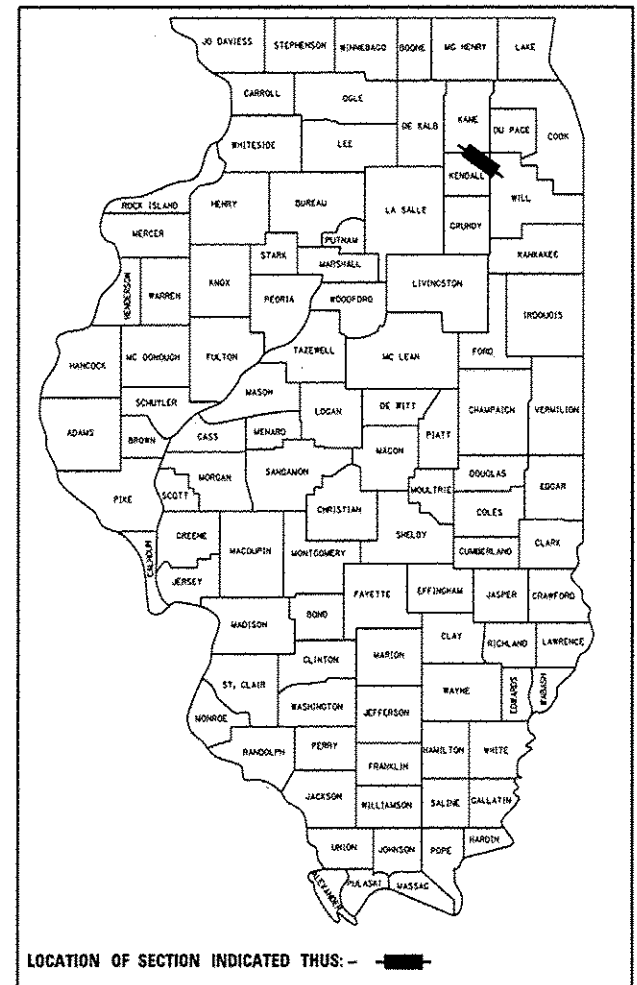 JO DAVIESS STEPHENSON WINNEBAGO BOONE MC HENRY LAKE
CARROLL OGLE DE KALB KANE DU PAGE COOK
WHITESIDE LEE KENDALL WILL
ROCK ISLAND HENRY BUREAU LA SALLE GRUNDY
MERCER PUTNAM KANKAKEE
STARK MARSHALL
HENDERSON WARREN KNOX PEORIA WOODFORD LIVINGSTON IROQUOIS
HANCOCK MC DONOUGH FULTON TAZEWELL MC LEAN FORD
SCHUYLER MASON LOGAN DE WITT CHAMPAIGN VERMILION
ADAMS BROWN CASS MENARD MACON PIATT
PIKE SCOTT MORGAN SANGAMON MOULTRIE DOUGLAS EDGAR
CHRISTIAN COLES
CALHOUN GREENE MACOUPIN MONTGOMERY SHELBY CUMBERLAND CLARK
JERSEY FAYETTE EFFINGHAM JASPER CRAWFORD
MADISON BOND CLAY RICHLAND LAWRENCE
ST. CLAIR CLINTON MARION WAYNE EDWARDS WABASH
MONROE WASHINGTON JEFFERSON
RANDOLPH PERRY FRANKLIN HAMILTON WHITE
JACKSON WILLIAMSON SALINE GALLATIN
UNION JOHNSON POPE HARDIN
ALEXANDER PULASKI MASSAC
LOCATION OF SECTION INDICATED THUS: -